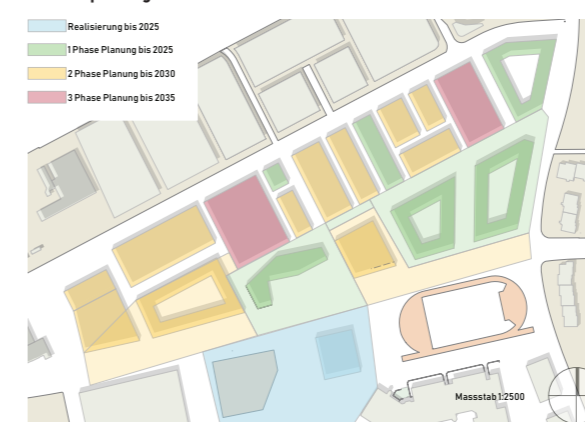 Realisierung bis 2025
1 Phase Planung bis 2025
2 Phase Planung bis 2030
3 Phase Planung bis 2035
Massstab 1:2500